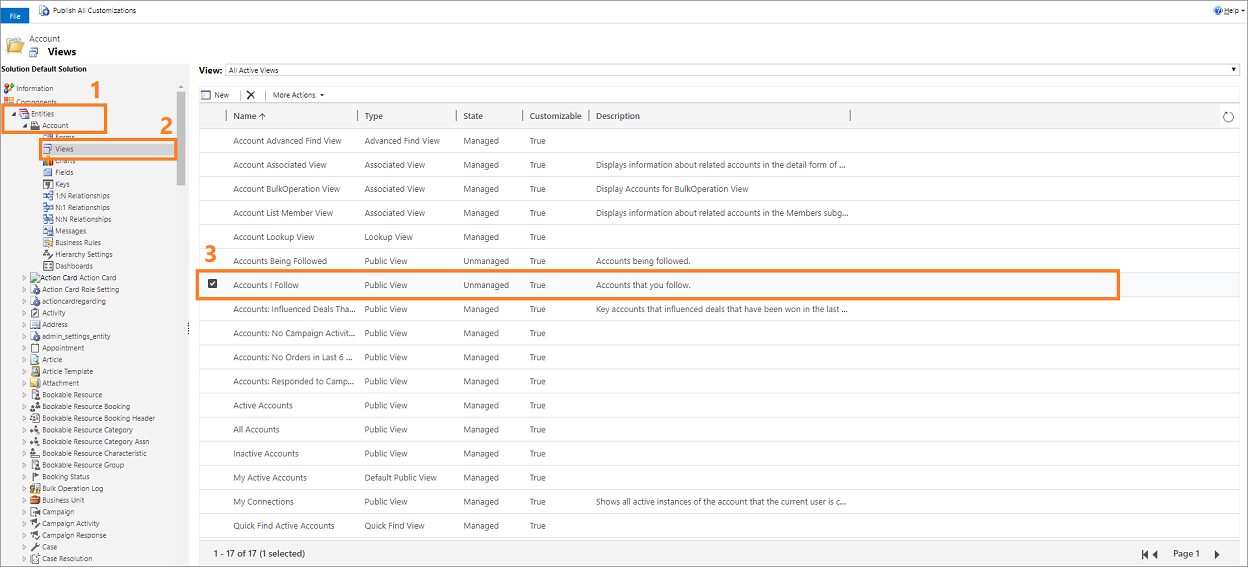 File
Publish All Customizations
Help
Account
Views
Solution Default Solution
Information
Components
1
Entities
Account
2
Forms
Views
Charts
Fields
Keys
1:N Relationships
N:1 Relationships
N:N Relationships
Messages
Business Rules
Hierarchy Settings
Dashboards
Action Card Action Card
Action Card Role Setting
actioncardregarding
Activity
Address
admin_settings_entity
Appointment
Article
Article Template
Attachment
Bookable Resource
Bookable Resource Booking
Bookable Resource Booking Header
Bookable Resource Category
Bookable Resource Category Assn
Bookable Resource Characteristic
Bookable Resource Group
Booking Status
Bulk Operation Log
Business Unit
Campaign
Campaign Activity
Campaign Response
Case
Case Resolution
View: All Active Views
New More Actions
Name Type State Customizable Description
Account Advanced Find View Advanced Find View Managed True
Account Associated View Associated View Managed True Displays information about related accounts in the detail form of ...
Account BulkOperation View Associated View Managed True Display Accounts for BulkOperation View
Account List Member View Associated View Managed True Displays information about related accounts in the Members subg...
Account Lookup View Lookup View Managed True
3
Accounts Being Followed Public View Unmanaged True Accounts being followed.
Accounts I Follow Public View Unmanaged True Accounts that you follow.
Accounts: Influenced Deals Tha... Public View Managed True Key accounts that influenced deals that have been won in the last ...
Accounts: No Campaign Activit... Public View Managed True
Accounts: No Orders in Last 6 ... Public View Managed True
Accounts: Responded to Camp... Public View Managed True
Active Accounts Public View Managed True
All Accounts Public View Managed True
Inactive Accounts Public View Managed True
My Active Accounts Default Public View Managed True
My Connections Public View Managed True Shows all active instances of the account that the current user is c...
Quick Find Active Accounts Quick Find View Managed True
1 - 17 of 17 (1 selected)
Page 1